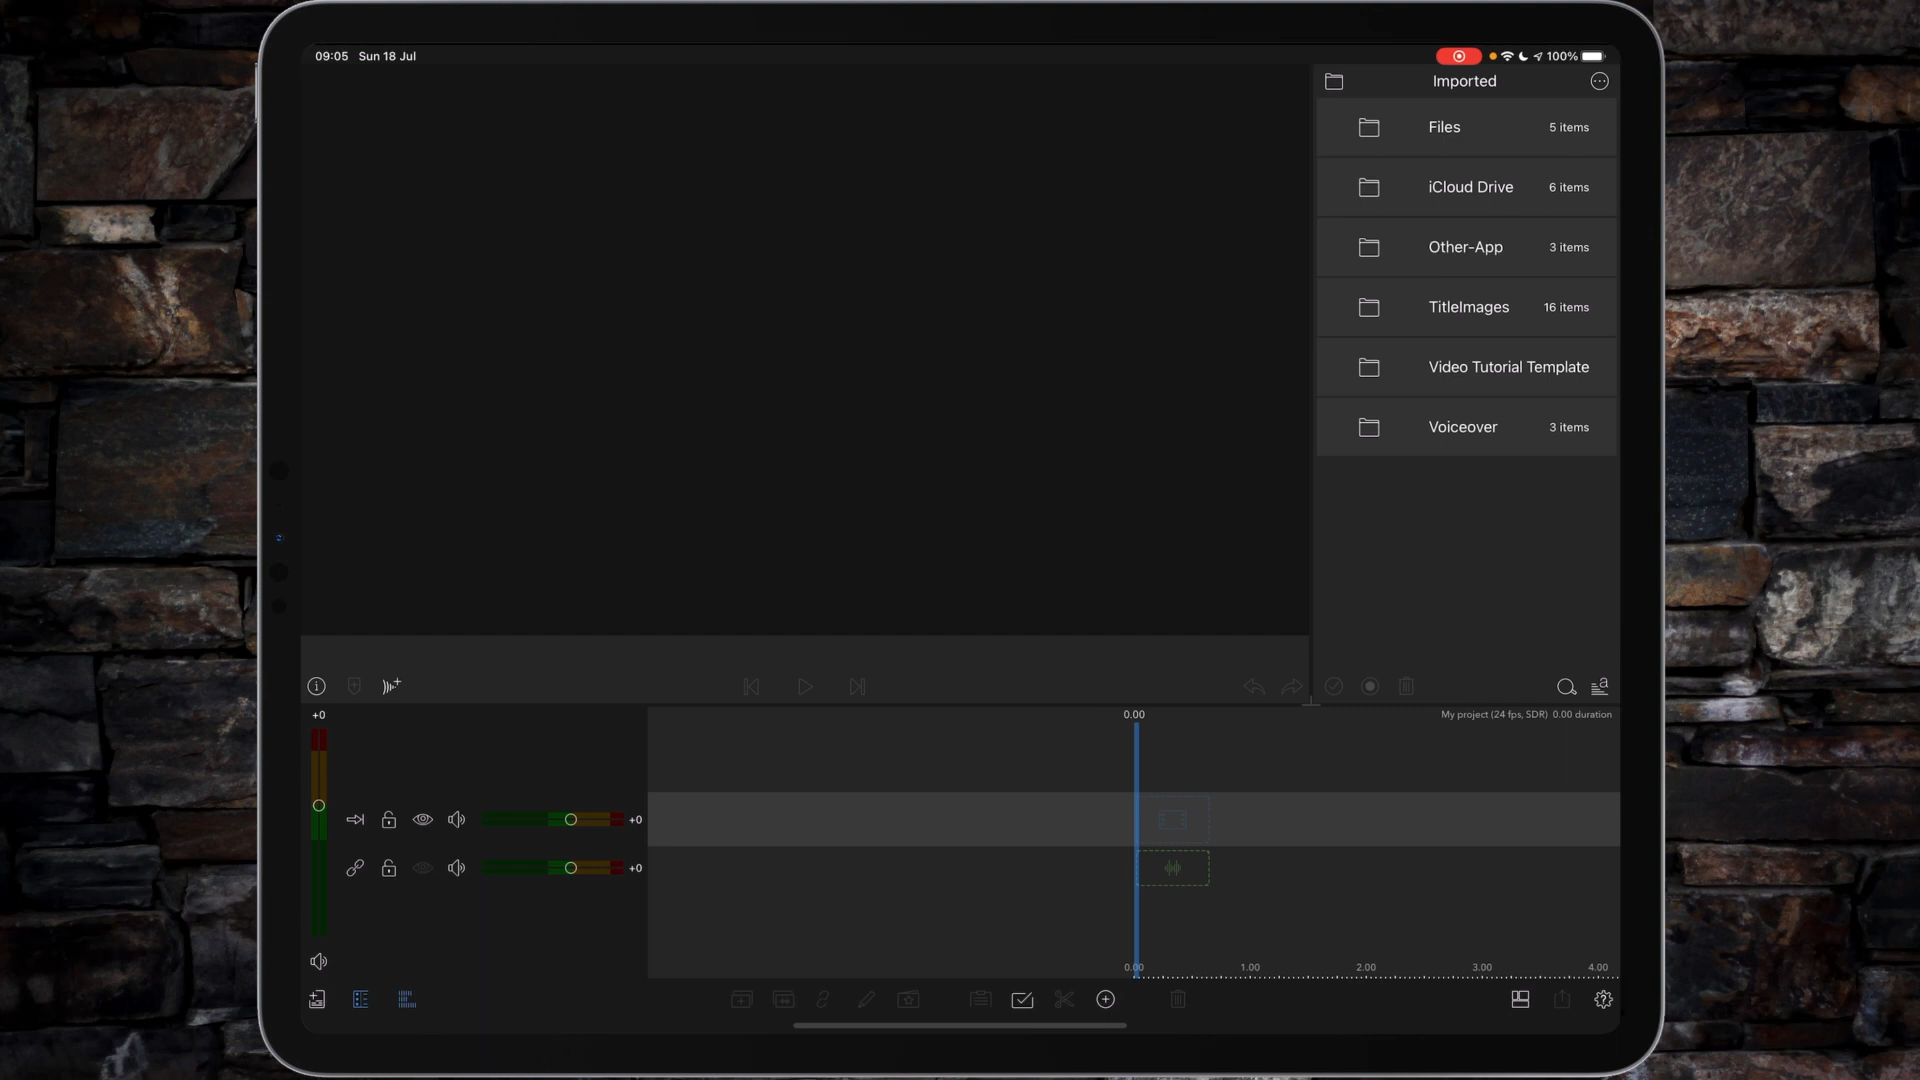 09:05 Sun 18 Jul
100%
Imported
Files 5 items
iCloud Drive 6 items
Other-App 3 items
TitleImages 16 items
Video Tutorial Template
Voiceover 3 items
+0
0.00
My project (24 fps, SDR) 0.00 duration
+0
+0
0.00 1.00 2.00 3.00 4.00